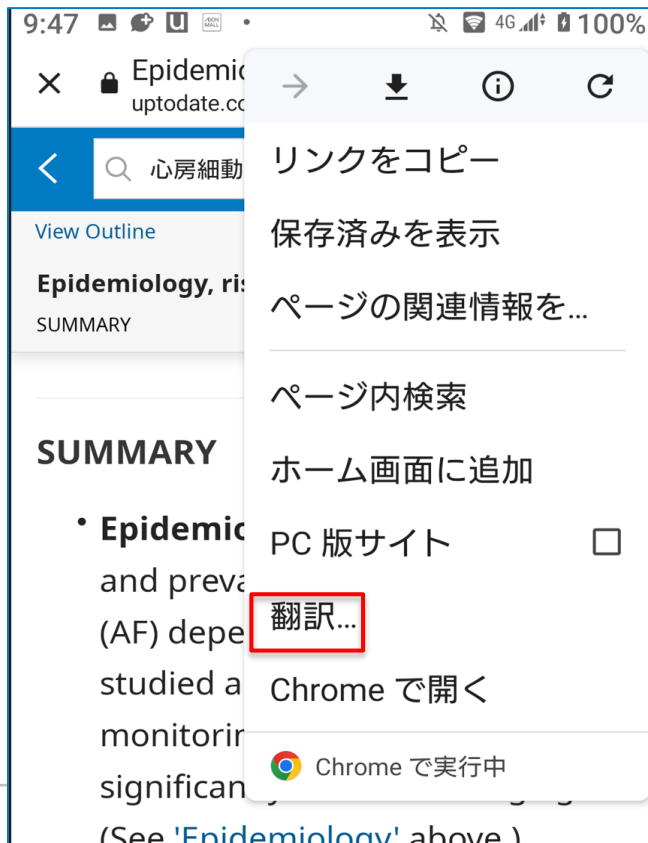 9:47
4G
100%
Epidemic
uptodate.co
心房細動
View Outline
Epidemiology, ris
SUMMARY
SUMMARY
• Epidemic
and preva
(AF) depe
studied a
monitorin
significan
(See 'Epidemiology' above.)
リンクをコピー
保存済みを表示
ページの関連情報を...
ページ内検索
ホーム画面に追加
PC 版サイト
翻訳...
Chrome で開く
Chrome で実行中